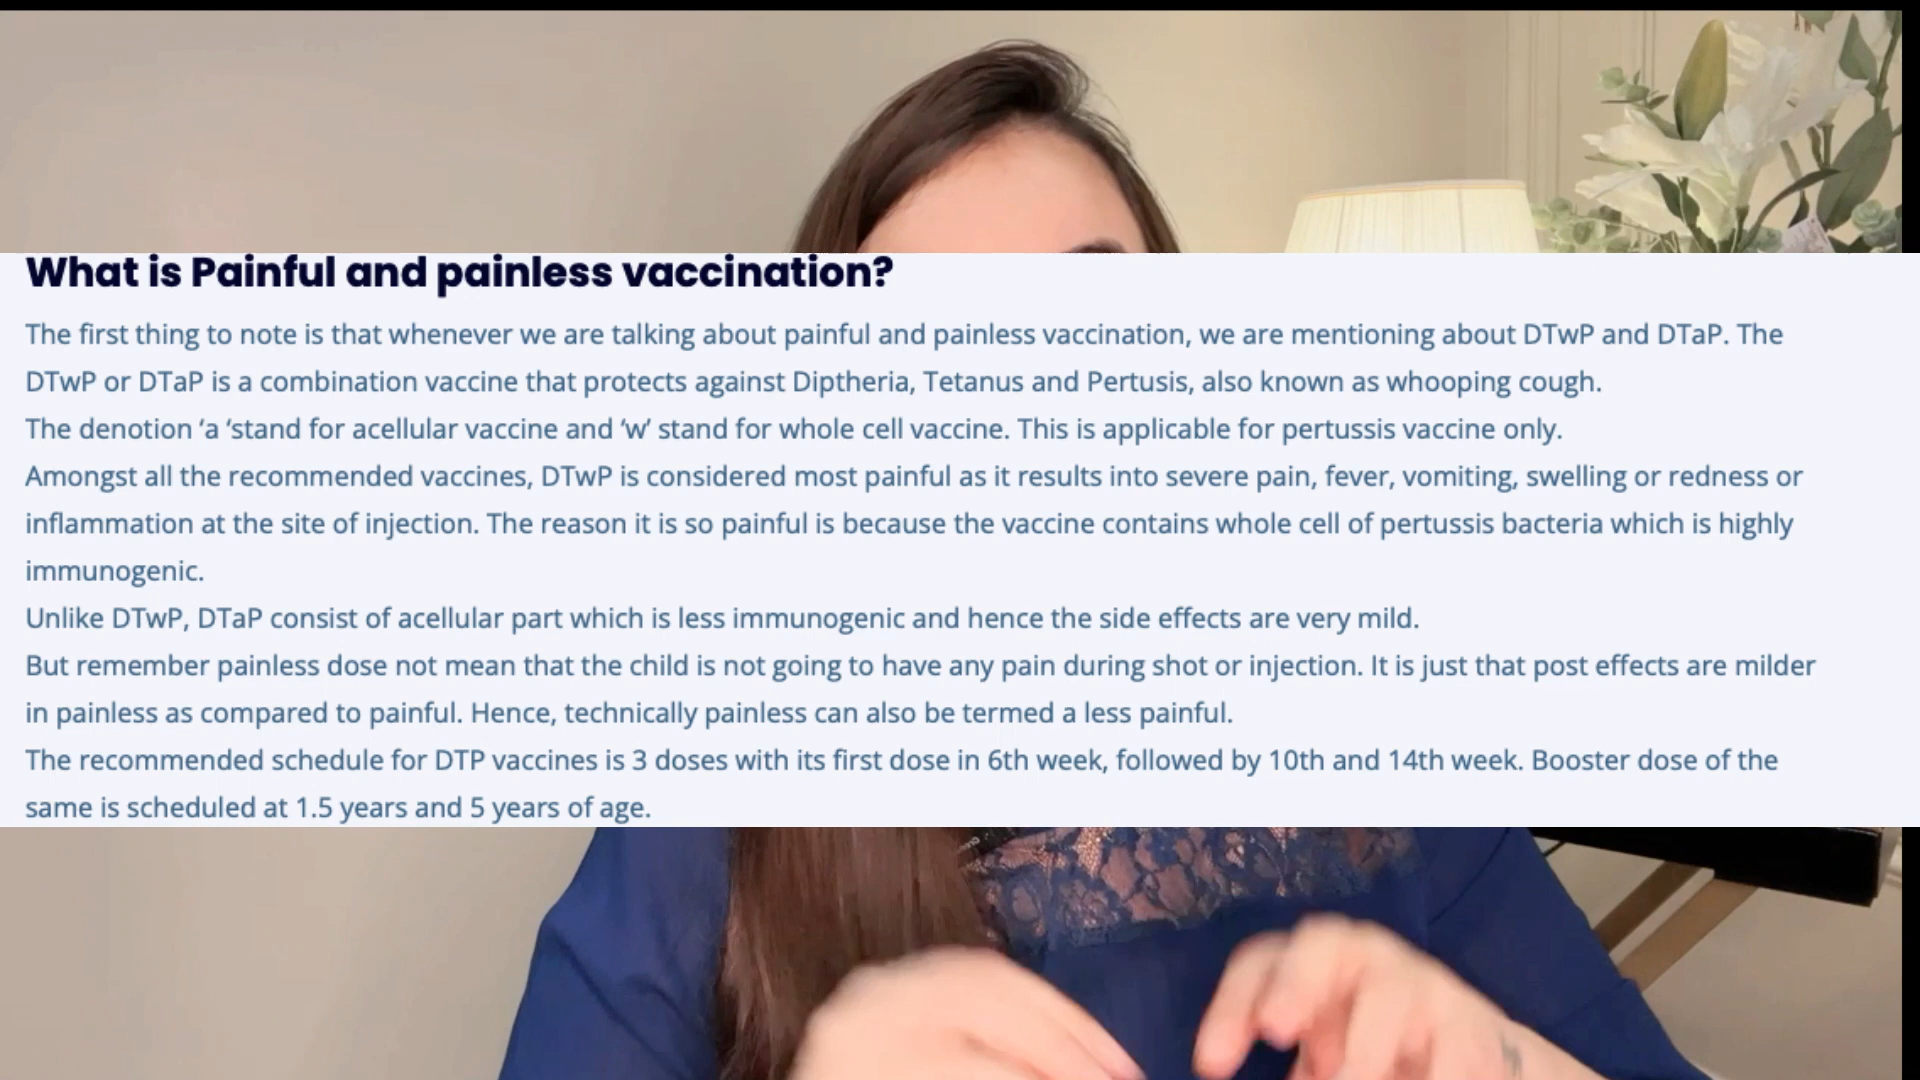 What is Painful and painless vaccination?
The first thing to note is that whenever we are talking about painful and painless vaccination, we are mentioning about DTwP and DTaP. The
DTwP or DTaP is a combination vaccine that protects against Diptheria, Tetanus and Pertusis, also known as whooping cough.
The denotion ‘a ‘stand for acellular vaccine and ‘w’ stand for whole cell vaccine. This is applicable for pertussis vaccine only.
Amongst all the recommended vaccines, DTwP is considered most painful as it results into severe pain, fever, vomiting, swelling or redness or
inflammation at the site of injection. The reason it is so painful is because the vaccine contains whole cell of pertussis bacteria which is highly
immunogenic.
Unlike DTwP, DTaP consist of acellular part which is less immunogenic and hence the side effects are very mild.
But remember painless dose not mean that the child is not going to have any pain during shot or injection. It is just that post effects are milder
in painless as compared to painful. Hence, technically painless can also be termed a less painful.
The recommended schedule for DTP vaccines is 3 doses with its first dose in 6th week, followed by 10th and 14th week. Booster dose of the
same is scheduled at 1.5 years and 5 years of age.